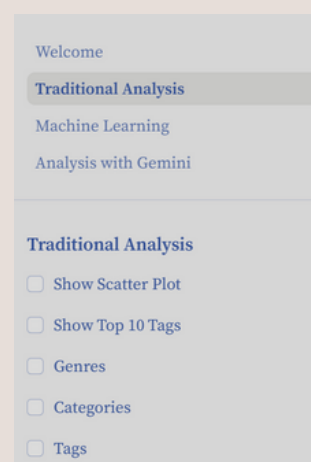 Welcome
Traditional Analysis
Machine Learning
Analysis with Gemini
Traditional Analysis
Show Scatter Plot
Show Top 10 Tags
Genres
Categories
Tags